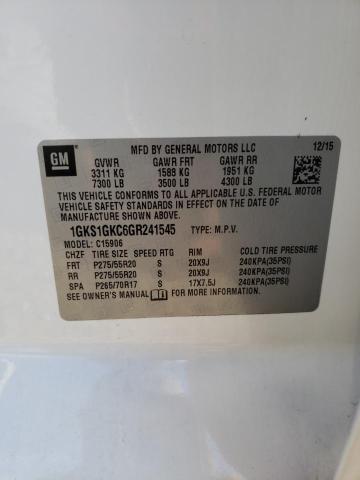 GM
MFD BY GENERAL MOTORS LLC 12/15
GVWR GAWR FRT GAWR RR
3311 KG 1588 KG 1951 KG
7300 LB 3500 LB 4300 LB
THIS VEHICLE CONFORMS TO ALL APPLICABLE U.S. FEDERAL MOTOR
VEHICLE SAFETY STANDARDS IN EFFECT ON THE DATE OF
MANUFACTURE SHOWN ABOVE.
1GKS1GKC6GR241545 TYPE: M.P.V.
MODEL: C15906
CHZF TIRE SIZE SPEED RTG RIM COLD TIRE PRESSURE
FRT P275/55R20 S 20X9J 240KPA(35PSI)
RR P275/55R20 S 20X9J 240KPA(35PSI)
SPA P265/70R17 S 17X7.5J 240KPA(35PSI)
SEE OWNER'S MANUAL
FOR MORE INFORMATION.